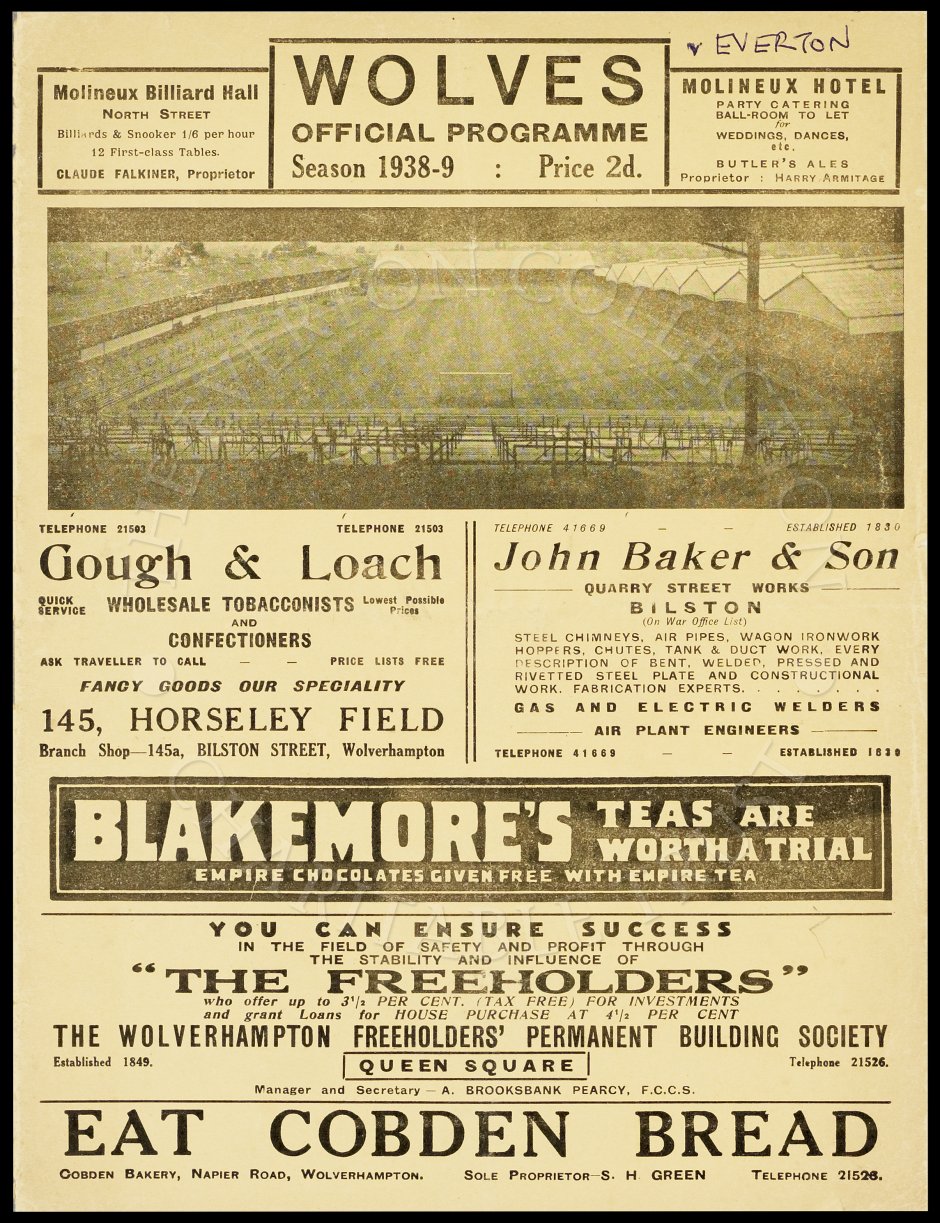 v EVERTON
Molineux Billiard Hall
NORTH STREET
Billiards & Snooker 1/6 per hour
12 First-class Tables.
CLAUDE FALKINER, Proprietor
WOLVES
OFFICIAL PROGRAMME
Season 1938-9 : Price 2d.
MOLINEUX HOTEL
PARTY CATERING
BALL-ROOM TO LET
for
WEDDINGS, DANCES,
etc.
BUTLER'S ALES
Proprietor : HARRY ARMITAGE
THE EVERTON COLLECTION
CHARITABLE TRUST
TELEPHONE 21503 TELEPHONE 21503
Gough & Loach
QUICK SERVICE WHOLESALE TOBACCONISTS Lowest Possible Prices
AND
CONFECTIONERS
ASK TRAVELLER TO CALL — — PRICE LISTS FREE
FANCY GOODS OUR SPECIALITY
145, HORSELEY FIELD
Branch Shop—145a, BILSTON STREET, Wolverhampton
TELEPHONE 41669 — — ESTABLISHED 1830
John Baker & Son
QUARRY STREET WORKS
BILSTON
(On War Office List)
STEEL CHIMNEYS, AIR PIPES, WAGON IRONWORK
HOPPERS, CHUTES, TANK & DUCT WORK, EVERY
DESCRIPTION OF BENT, WELDED, PRESSED AND
RIVETTED STEEL PLATE AND CONSTRUCTIONAL
WORK. FABRICATION EXPERTS. . . . . . . .
GAS AND ELECTRIC WELDERS
AIR PLANT ENGINEERS
TELEPHONE 41669 — — ESTABLISHED 1830
BLAKEMORE'S TEAS ARE
WORTH A TRIAL
EMPIRE CHOCOLATES GIVEN FREE WITH EMPIRE TEA
YOU CAN ENSURE SUCCESS
IN THE FIELD OF SAFETY AND PROFIT THROUGH
THE STABILITY AND INFLUENCE OF
"THE FREEHOLDERS"
who offer up to 3½ PER CENT. (TAX FREE) FOR INVESTMENTS
and grant Loans for HOUSE PURCHASE AT 4½ PER CENT
THE WOLVERHAMPTON FREEHOLDERS' PERMANENT BUILDING SOCIETY
Established 1849. QUEEN SQUARE Telephone 21526.
Manager and Secretary — A. BROOKSBANK PEARCY, F.C.C.S.
EAT COBDEN BREAD
COBDEN BAKERY, NAPIER ROAD, WOLVERHAMPTON. SOLE PROPRIETOR—S. H GREEN TELEPHONE 21526.